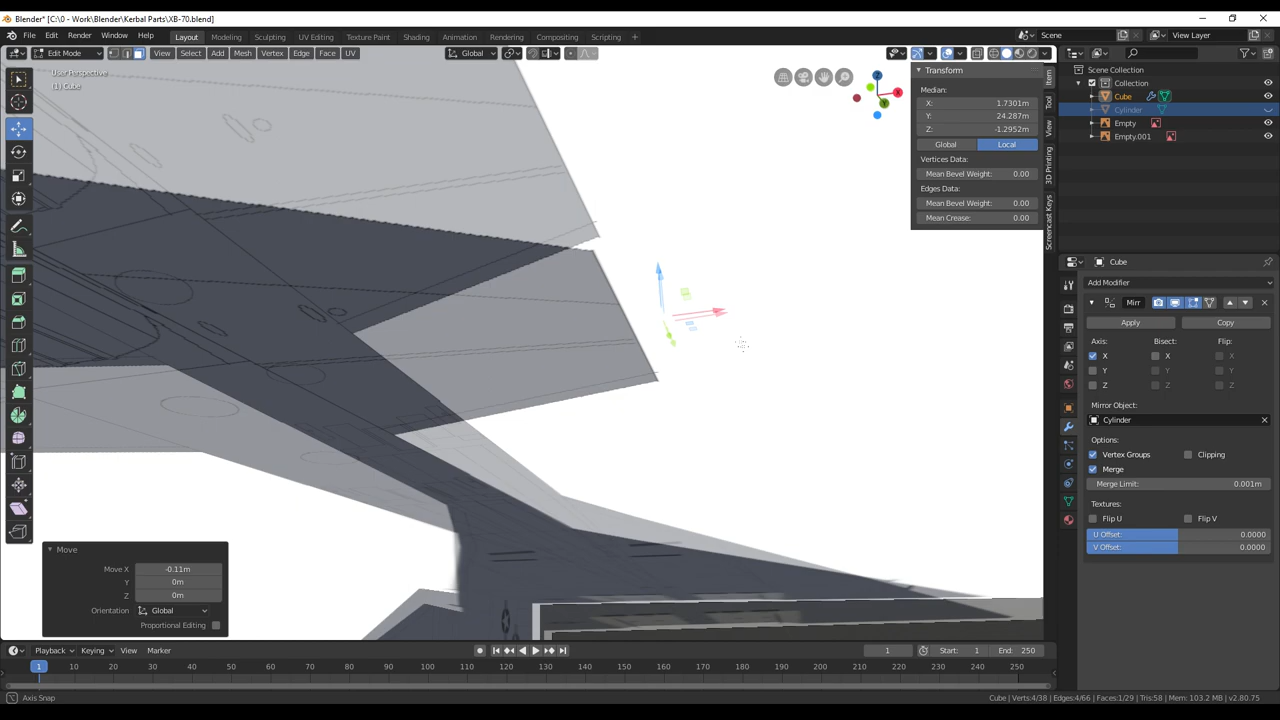 Blender* [C:\0 - Work\Blender\Kerbal Parts\XB-70.blend]
File Edit Render Window Help Layout Modeling Sculpting UV Editing Texture Paint Shading Animation Rendering Compositing Scripting + Scene View Layer
Edit Mode View Select Add Mesh Vertex Edge Face UV Global
User Perspective
(1) Cube
Transform
Median:
X: 1.7301m
Y: 24.287m
Z: -1.2952m
Global Local
Vertices Data:
Mean Bevel Weight: 0.00
Edges Data:
Mean Bevel Weight: 0.00
Mean Crease: 0.00
Item
Tool
View
3D Printing
Screencast Keys
Z
X
Y
Scene Collection
Collection
Cube
Cylinder
Empty
Empty.001
Cube
Add Modifier
Mirr
Apply Copy
Axis: Bisect: Flip:
X X X
Y Y Y
Z Z Z
Mirror Object:
Cylinder
Options:
Vertex Groups Clipping
Merge
Merge Limit: 0.001m
Textures:
Flip U Flip V
U Offset: 0.0000
V Offset: 0.0000
Move
Move X -0.11m
Y 0m
Z 0m
Orientation Global
Proportional Editing
Playback Keying View Marker 1 Start: 1 End: 250
1 10 20 30 40 50 60 70 80 90 100 110 120 130 140 150 160 170 180 190 200 210 220 230 240 250
Axis Snap Cube | Verts:4/38 | Edges:4/66 | Faces:1/29 | Tris:58 | Mem: 103.2 MB | v2.80.75